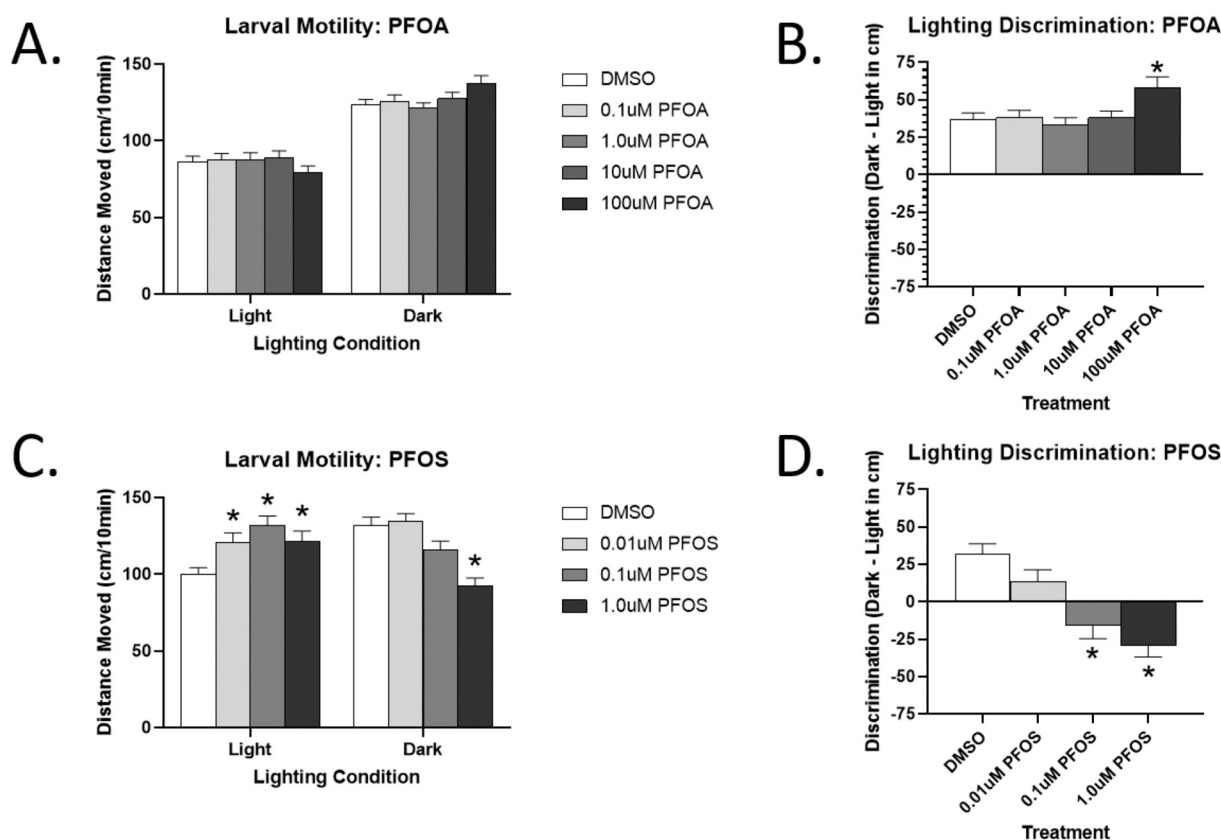 A.
Larval Motility: PFOA
Distance Moved (cm/10min)
150
100
50
0
Light
Dark
Lighting Condition
DMSO
0.1uM PFOA
1.0uM PFOA
10uM PFOA
100uM PFOA
B.
Lighting Discrimination: PFOA
Discrimination (Dark - Light in cm)
75
50
25
0
-25
-50
-75
*
DMSO
0.1uM PFOA
1.0uM PFOA
10uM PFOA
100uM PFOA
Treatment
C.
Larval Motility: PFOS
Distance Moved (cm/10min)
150
100
50
0
* * *
*
Light
Dark
Lighting Condition
DMSO
0.01uM PFOS
0.1uM PFOS
1.0uM PFOS
D.
Lighting Discrimination: PFOS
Discrimination (Dark - Light in cm)
75
50
25
0
-25
-50
-75
* *
DMSO
0.01uM PFOS
0.1uM PFOS
1.0uM PFOS
Treatment